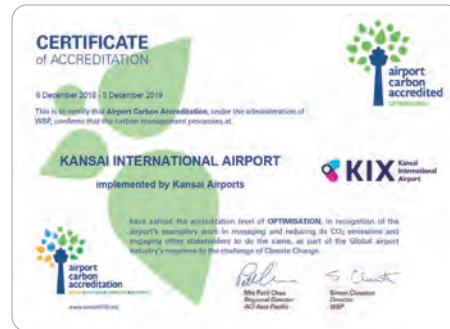 CERTIFICATE
of ACCREDITATION
airport
carbon
accredited
OPTIMISATION
6 December 2016 - 5 December 2019
This is to certify that Airport Carbon Accreditation, under the administration of
WSP, confirms that the carbon management processes at
KANSAI INTERNATIONAL AIRPORT
implemented by Kansai Airports
KIX Kansai
International
Airport
have earned the accreditation level of OPTIMISATION, in recognition of the
airport's exemplary work in managing and reducing its CO₂ emissions and
engaging other stakeholders to do the same, as part of the Global airport
industry's response to the challenge of Climate Change.
airport
carbon
accreditation
Mrs Patti Chau
Regional Director
ACI Asia-Pacific
Simon Clouston
Director
WSP